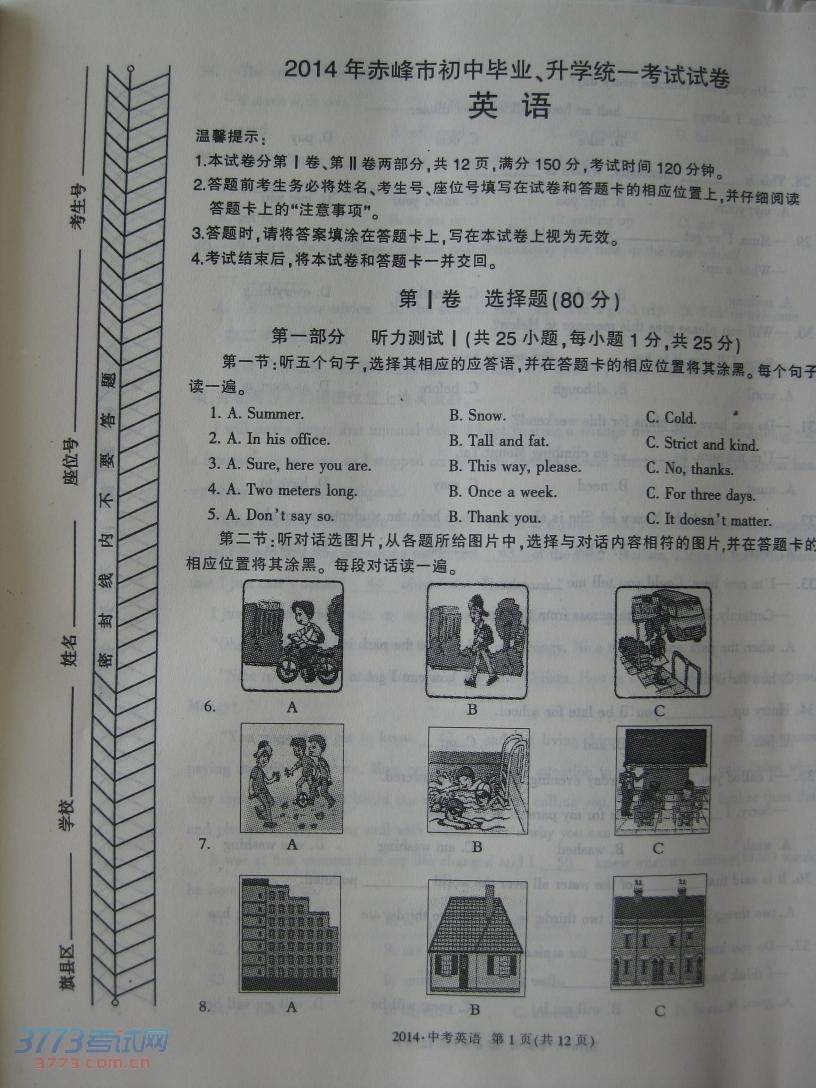 2014年赤峰市初中毕业、升学统一考试试卷
英 语
温馨提示:
1.本试卷分第Ⅰ卷、第Ⅱ卷两部分,共12页,满分150分,考试时间120分钟。
2.答题前考生务必将姓名、考生号、座位号填写在试卷和答题卡的相应位置上,并仔细阅读
答题卡上的“注意事项”。
3.答题时,请将答案填涂在答题卡上,写在本试卷上视为无效。
4.考试结束后,将本试卷和答题卡一并交回。
第Ⅰ卷 选择题(80分)
第一部分 听力测试Ⅰ(共25小题,每小题1分,共25分)
第一节:听五个句子,选择其相应的应答语,并在答题卡的相应位置将其涂黑。每个句子
读一遍。
1. A. Summer. B. Snow. C. Cold.
2. A. In his office. B. Tall and fat. C. Strict and kind.
3. A. Sure, here you are. B. This way, please. C. No, thanks.
4. A. Two meters long. B. Once a week. C. For three days.
5. A. Don't say so. B. Thank you. C. It doesn't matter.
第二节:听对话选图片,从各题所给图片中,选择与对话内容相符的图片,并在答题卡的
相应位置将其涂黑。每段对话读一遍。
6. A B C
7. A B C
8. A B C
2014·中考英语 第1页(共12页)
旗县区 学校 姓名 座位号 考生号
密封线内不要答题
3773考试网
www.3773.com.cn